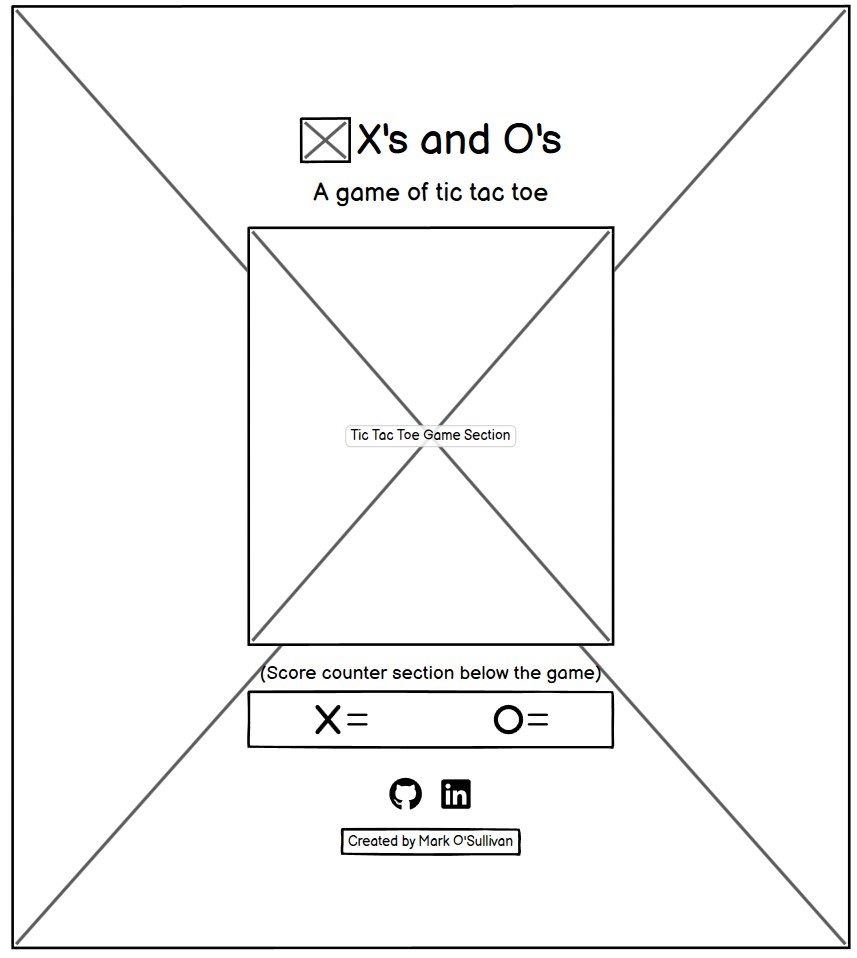 X's and O's
A game of tic tac toe
Tic Tac Toe Game Section
(Score counter section below the game)
X= O=
in
Created by Mark O'Sullivan